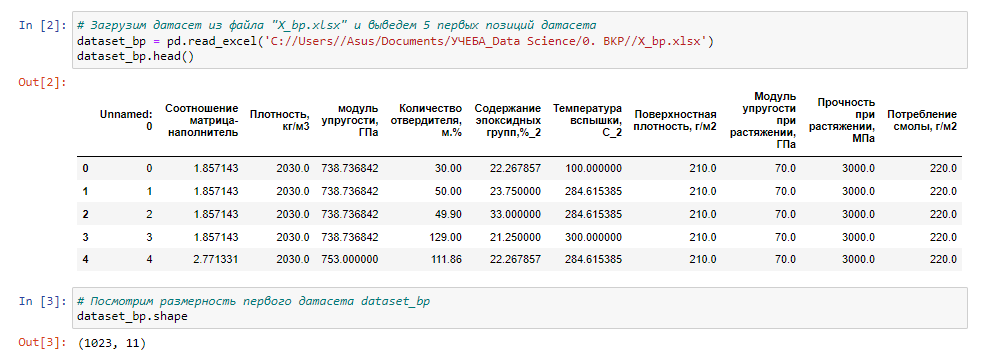 In [2]: # Загрузим датасет из файла "X_bp.xlsx" и выведем 5 первых позиций датасета
dataset_bp = pd.read_excel('C://Users//Asus/Documents/УЧЕБА_Data Science/0. ВКР//X_bp.xlsx')
dataset_bp.head()
Out[2]:
Unnamed: 0 Соотношение матрица-наполнитель Плотность, кг/м3 модуль упругости, ГПа Количество отвердителя, м.% Содержание эпоксидных групп,%_2 Температура вспышки, С_2 Поверхностная плотность, г/м2 Модуль упругости при растяжении, ГПа Прочность при растяжении, МПа Потребление смолы, г/м2
0 0 1.857143 2030.0 738.736842 30.00 22.267857 100.000000 210.0 70.0 3000.0 220.0
1 1 1.857143 2030.0 738.736842 50.00 23.750000 284.615385 210.0 70.0 3000.0 220.0
2 2 1.857143 2030.0 738.736842 49.90 33.000000 284.615385 210.0 70.0 3000.0 220.0
3 3 1.857143 2030.0 738.736842 129.00 21.250000 300.000000 210.0 70.0 3000.0 220.0
4 4 2.771331 2030.0 753.000000 111.86 22.267857 284.615385 210.0 70.0 3000.0 220.0
In [3]: # Посмотрим размерность первого датасета dataset_bp
dataset_bp.shape
Out[3]: (1023, 11)